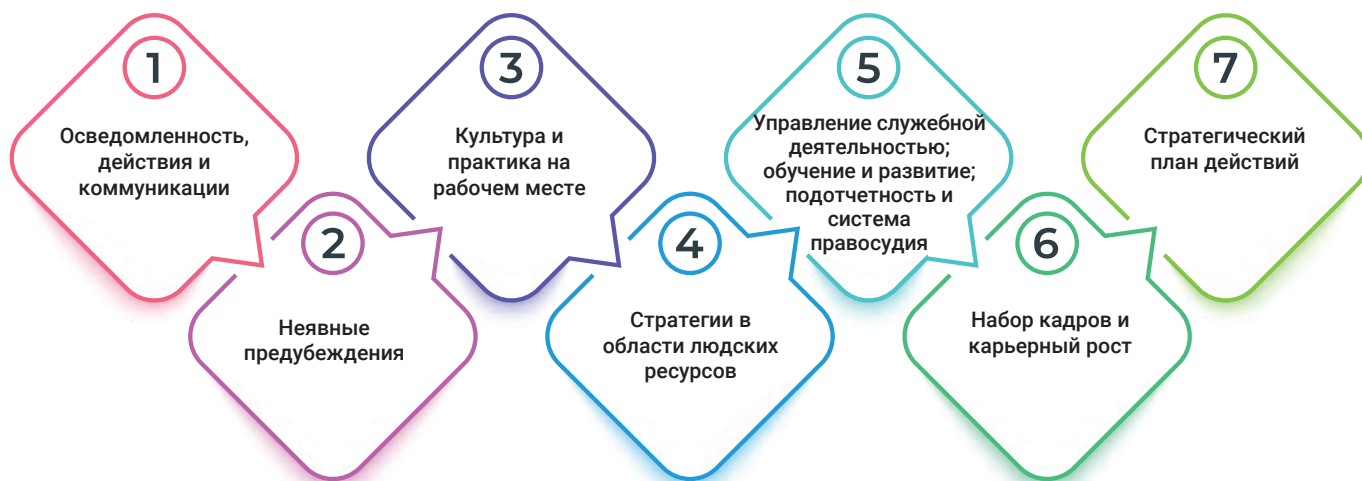 1
Осведомленность,
действия и
коммуникации
2
Неявные
предубеждения
3
Культура и
практика на
рабочем месте
4
Стратегии в
области людских
ресурсов
5
Управление служебной
деятельностью;
обучение и развитие;
подотчетность и
система
правосудия
6
Набор кадров и
карьерный рост
7
Стратегический
план действий